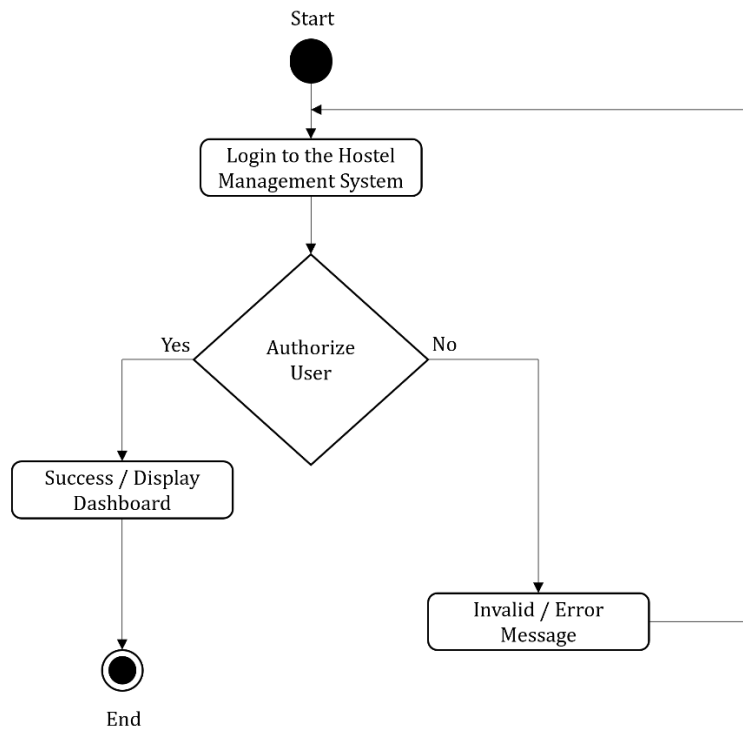 Start
Login to the Hostel
Management System
Yes
Authorize
User
No
Success / Display
Dashboard
Invalid / Error
Message
End